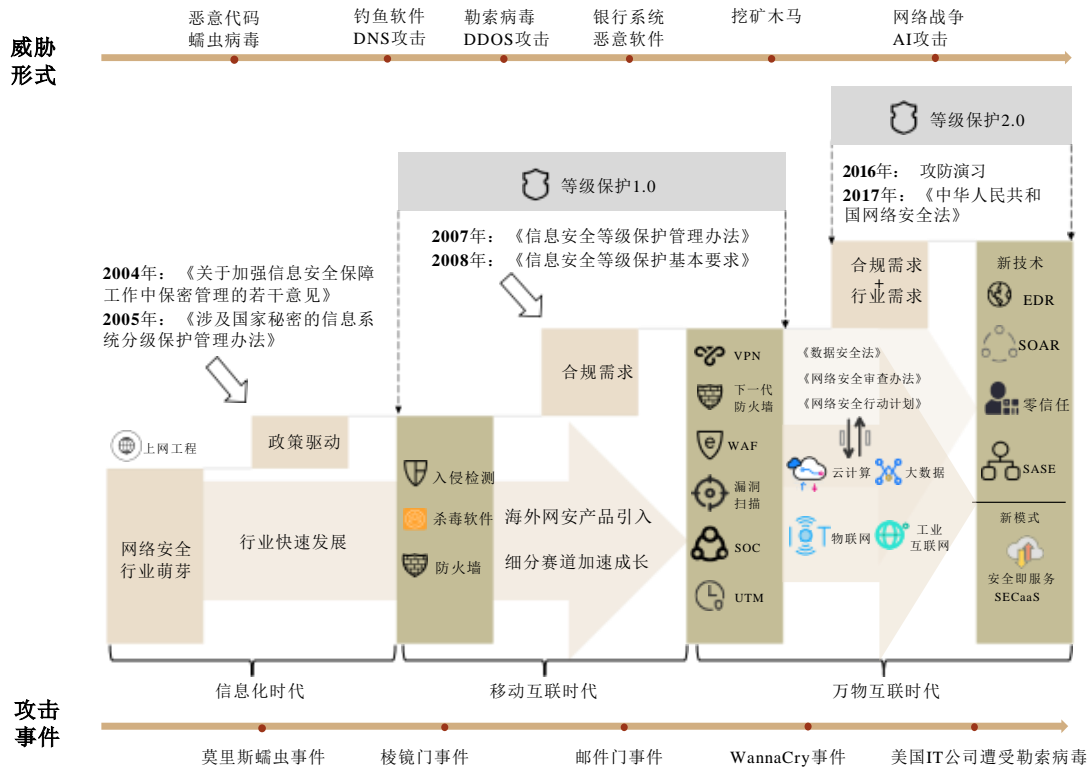 恶意代码
蠕虫病毒
钓鱼软件
DNS攻击
勒索病毒
DDOS攻击
银行系统
恶意软件
挖矿木马
网络战争
AI攻击
威胁
形式
等级保护2.0
2016年： 攻防演习
2017年：《中华人民共和
国网络安全法》
等级保护1.0
2007年：《信息安全等级保护管理办法》
2008年：《信息安全等级保护基本要求》
2004年：《关于加强信息安全保障
工作中保密管理的若干意见》
2005年：《涉及国家秘密的信息系
统分级保护管理办法》
上网工程
网络安全
行业萌芽
政策驱动
行业快速发展
入侵检测
杀毒软件
防火墙
合规需求
海外网安产品引入
细分赛道加速成长
VPN
下一代
防火墙
WAF
漏洞
扫描
SOC
UTM
合规需求
+
行业需求
《数据安全法》
《网络安全审查办法》
《网络安全行动计划》
云计算
大数据
IOT
物联网
工业
互联网
新技术
EDR
SOAR
零信任
SASE
新模式
安全即服务
SECaaS
信息化时代
移动互联时代
万物互联时代
攻击
事件
莫里斯蠕虫事件
棱镜门事件
邮件门事件
WannaCry事件
美国IT公司遭受勒索病毒